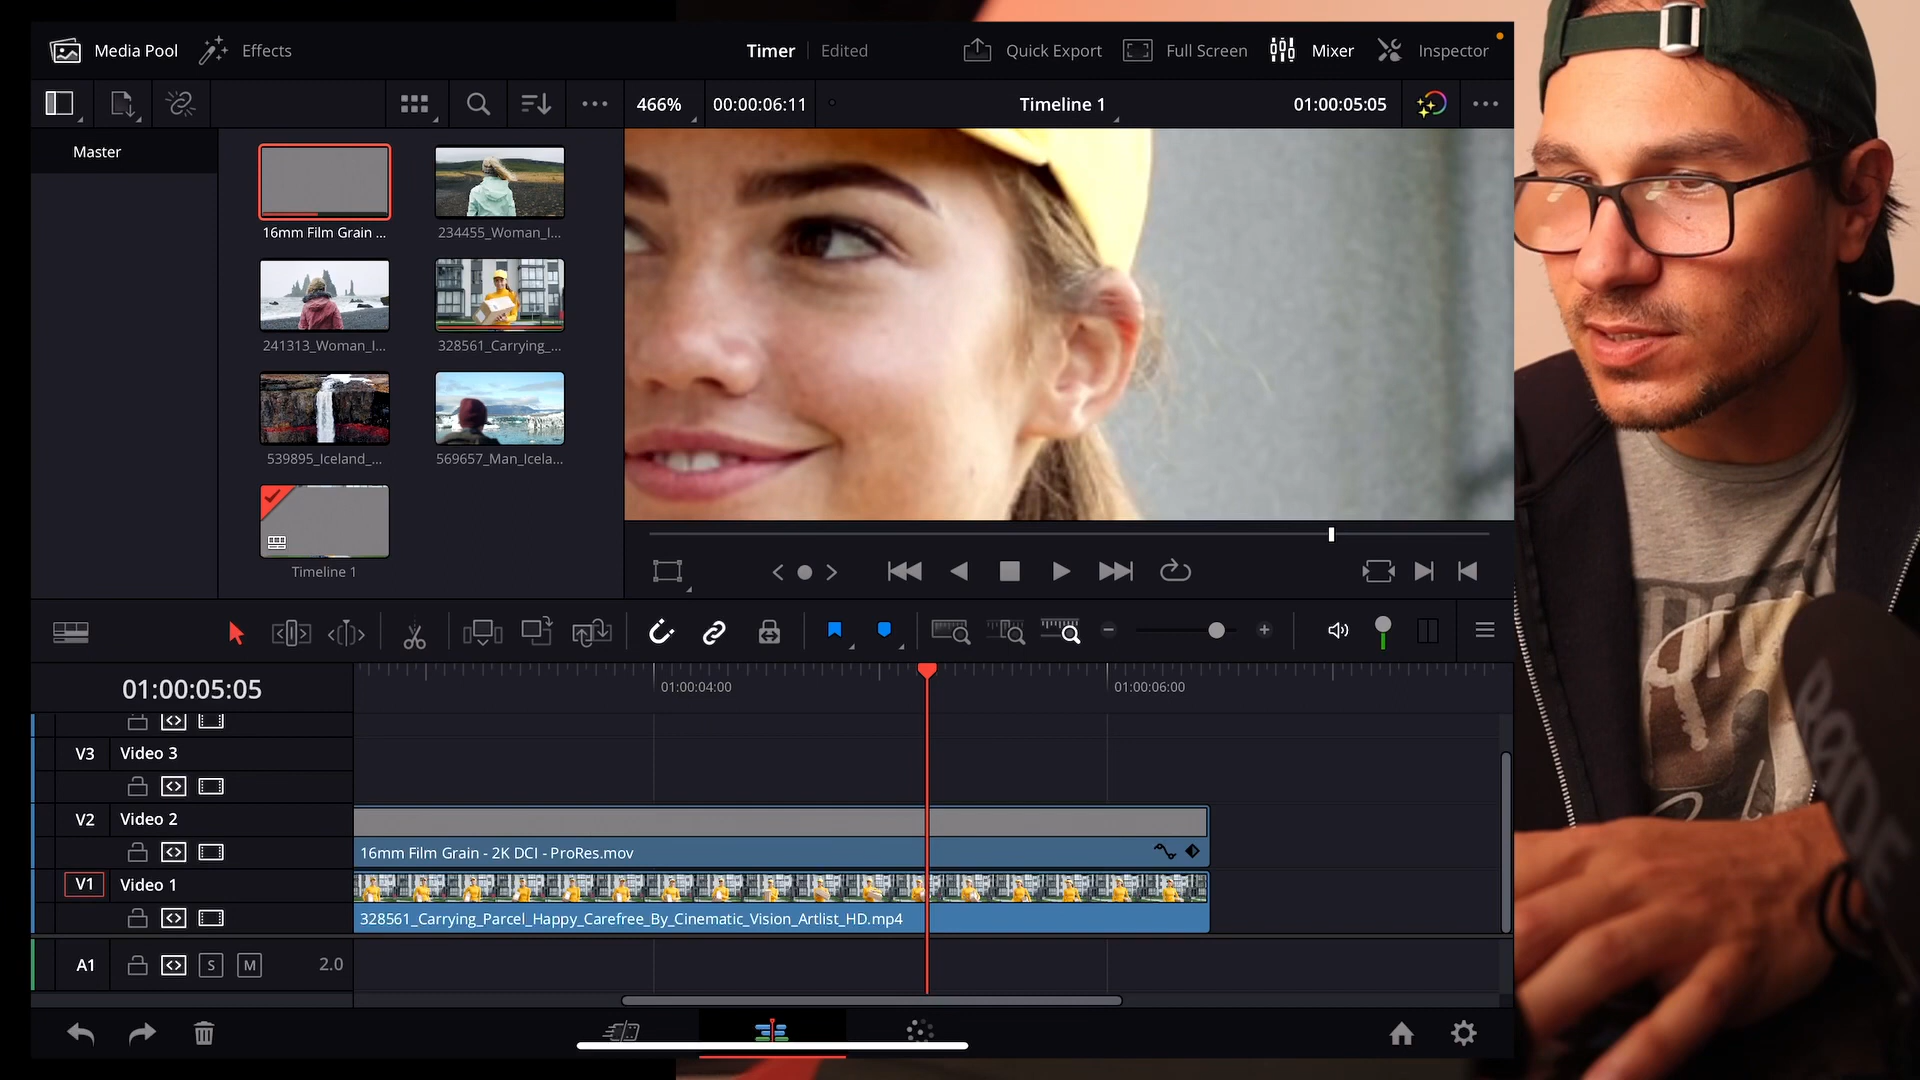 Media Pool Effects Timer Edited Quick Export Full Screen Mixer Inspector
466% 00:00:06:11 Timeline 1 01:00:05:05
Master
16mm Film Grain ...
234455_Woman_I...
241313_Woman_I...
328561_Carrying_...
539895_Iceland_...
569657_Man_Icela...
Timeline 1
01:00:05:05 01:00:04:00 01:00:06:00
V3 Video 3
V2 Video 2
16mm Film Grain - 2K DCI - ProRes.mov
V1 Video 1
328561_Carrying_Parcel_Happy_Carefree_By_Cinematic_Vision_Artlist_HD.mp4
A1 S M 2.0